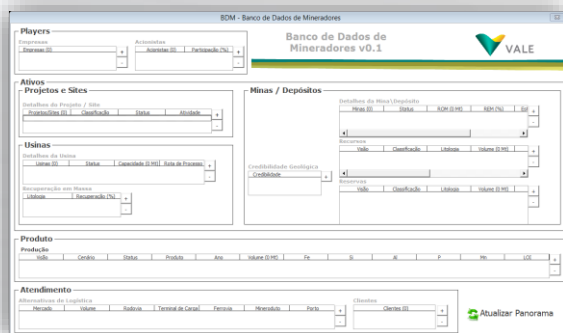 BDM - Banco de Dados de Mineradores
Players
Empresas
Empresas (0)
Acionistas
Acionistas (0) Participação (%)
+
-
Banco de Dados de
Mineradores v0.1
VALE
Ativos
Projetos e Sites
Detalhes do Projeto / Site
Projetos/Sites (0) Classificação Status Atividade
+
-
Usinas
Detalhes da Usina
Usinas (0) Status Capacidade (0 Mt) Rota de Processo
+
-
Recuperação em Massa
Litologia Recuperação (%)
+
-
Minas / Depósitos
Detalhes da Mina\Depósito
Minas (0) Status ROM (0 Mt) REM (%)
+
-
Credibilidade Geológica
Credibilidade
+
-
Recursos
Visão Classificação Litologia Volume (0 Mt)
+
-
Reservas
Visão Classificação Litologia Volume (0 Mt)
+
-
Produto
Produção
Visão Cenário Status Produto Ano Volume (0 Mt) Fe Si Al P Mn LOI
+
-
Atendimento
Alternativas de Logística
Mercado Volume Rodovia Terminal de Carga Ferrovia Mineroduto Porto
+
-
Clientes
Clientes (0)
+
-
Atualizar Panorama